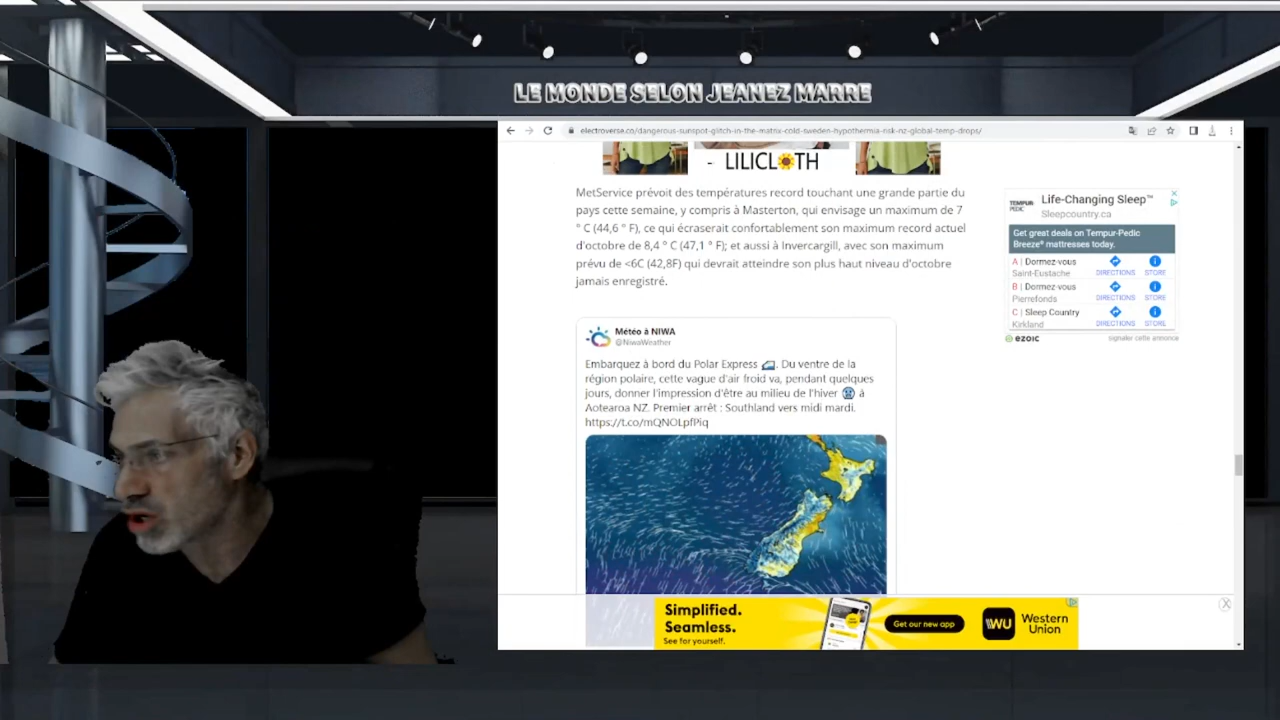 LE MONDE SELON JEANEZ MARRE
electroverse.co/dangerous-sunspot-glitch-in-the-matrix-cold-sweden-hypothermia-risk-nz-global-temp-drops/
- LILICLOTH
MetService prévoit des températures record touchant une grande partie du
pays cette semaine, y compris à Masterton, qui envisage un maximum de 7
° C (44,6 ° F), ce qui écraserait confortablement son maximum record actuel
d'octobre de 8,4 ° C (47,1 ° F); et aussi à Invercargill, avec son maximum
prévu de <6C (42,8F) qui devrait atteindre son plus haut niveau d'octobre
jamais enregistré.
Météo à NIWA
@NiwaWeather
Embarquez à bord du Polar Express 🚄. Du ventre de la
région polaire, cette vague d'air froid va, pendant quelques
jours, donner l'impression d'être au milieu de l'hiver 🥶 à
Aotearoa NZ. Premier arrêt : Southland vers midi mardi.
https://t.co/mQNOLpfPiq
TEMPUR-
PEDIC
Life-Changing Sleep™
Sleepcountry.ca
Get great deals on Tempur-Pedic
Breeze® mattresses today.
A | Dormez-vous
Saint-Eustache
DIRECTIONS STORE
B | Dormez-vous
Pierrefonds
DIRECTIONS STORE
C | Sleep Country
Kirkland
DIRECTIONS STORE
ezoic signaler cette annonce
Simplified.
Seamless.
See for yourself.
Get our new app
WU
Western
Union